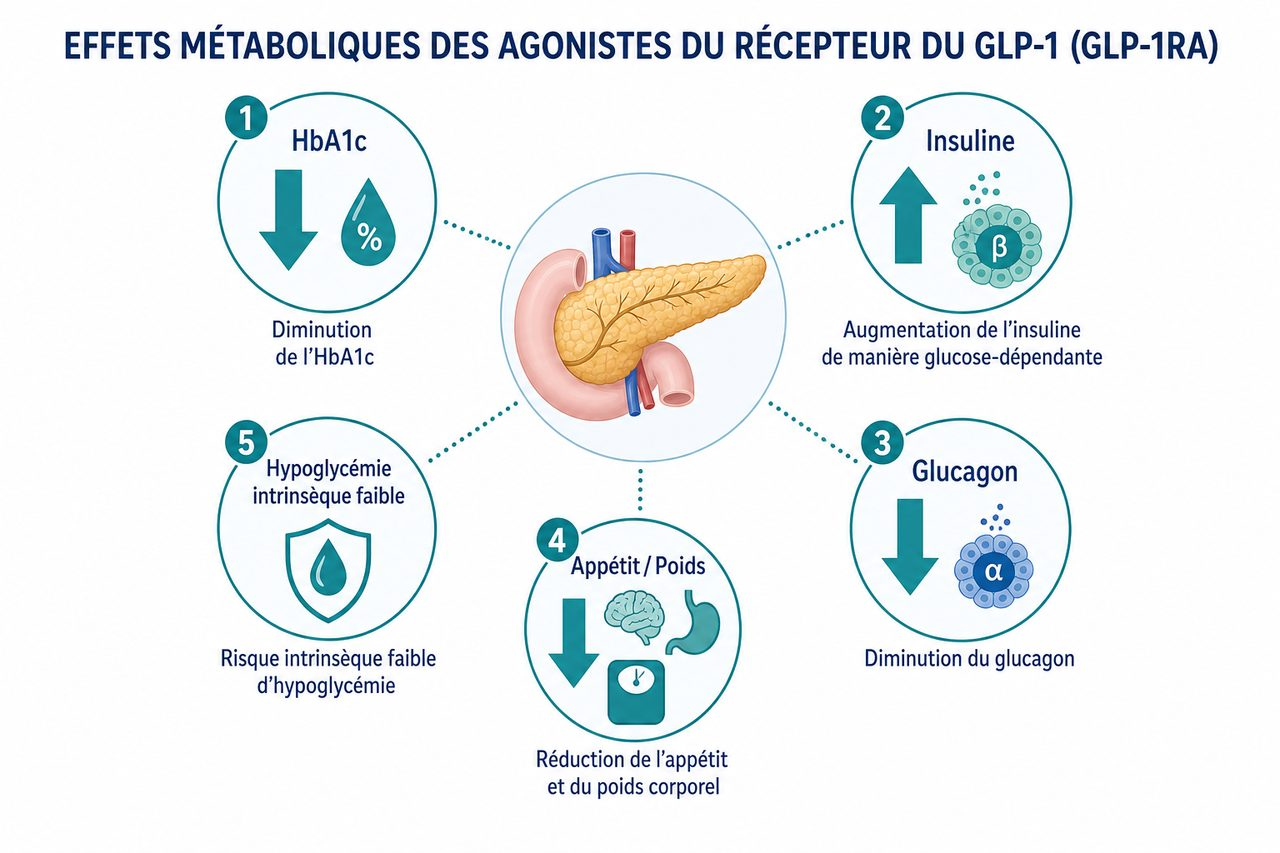 EFFETS MÉTABOLIQUES DES AGONISTES DU RÉCEPTEUR DU GLP-1 (GLP-1RA)
1
HbA1c
%
Diminution
de l’HbA1c
2
Insuline
β
Augmentation de l’insuline
de manière glucose-dépendante
3
Glucagon
α
Diminution du glucagon
4
Appétit / Poids
Réduction de l’appétit
et du poids corporel
5
Hypoglycémie
intrinsèque faible
Risque intrinsèque faible
d’hypoglycémie